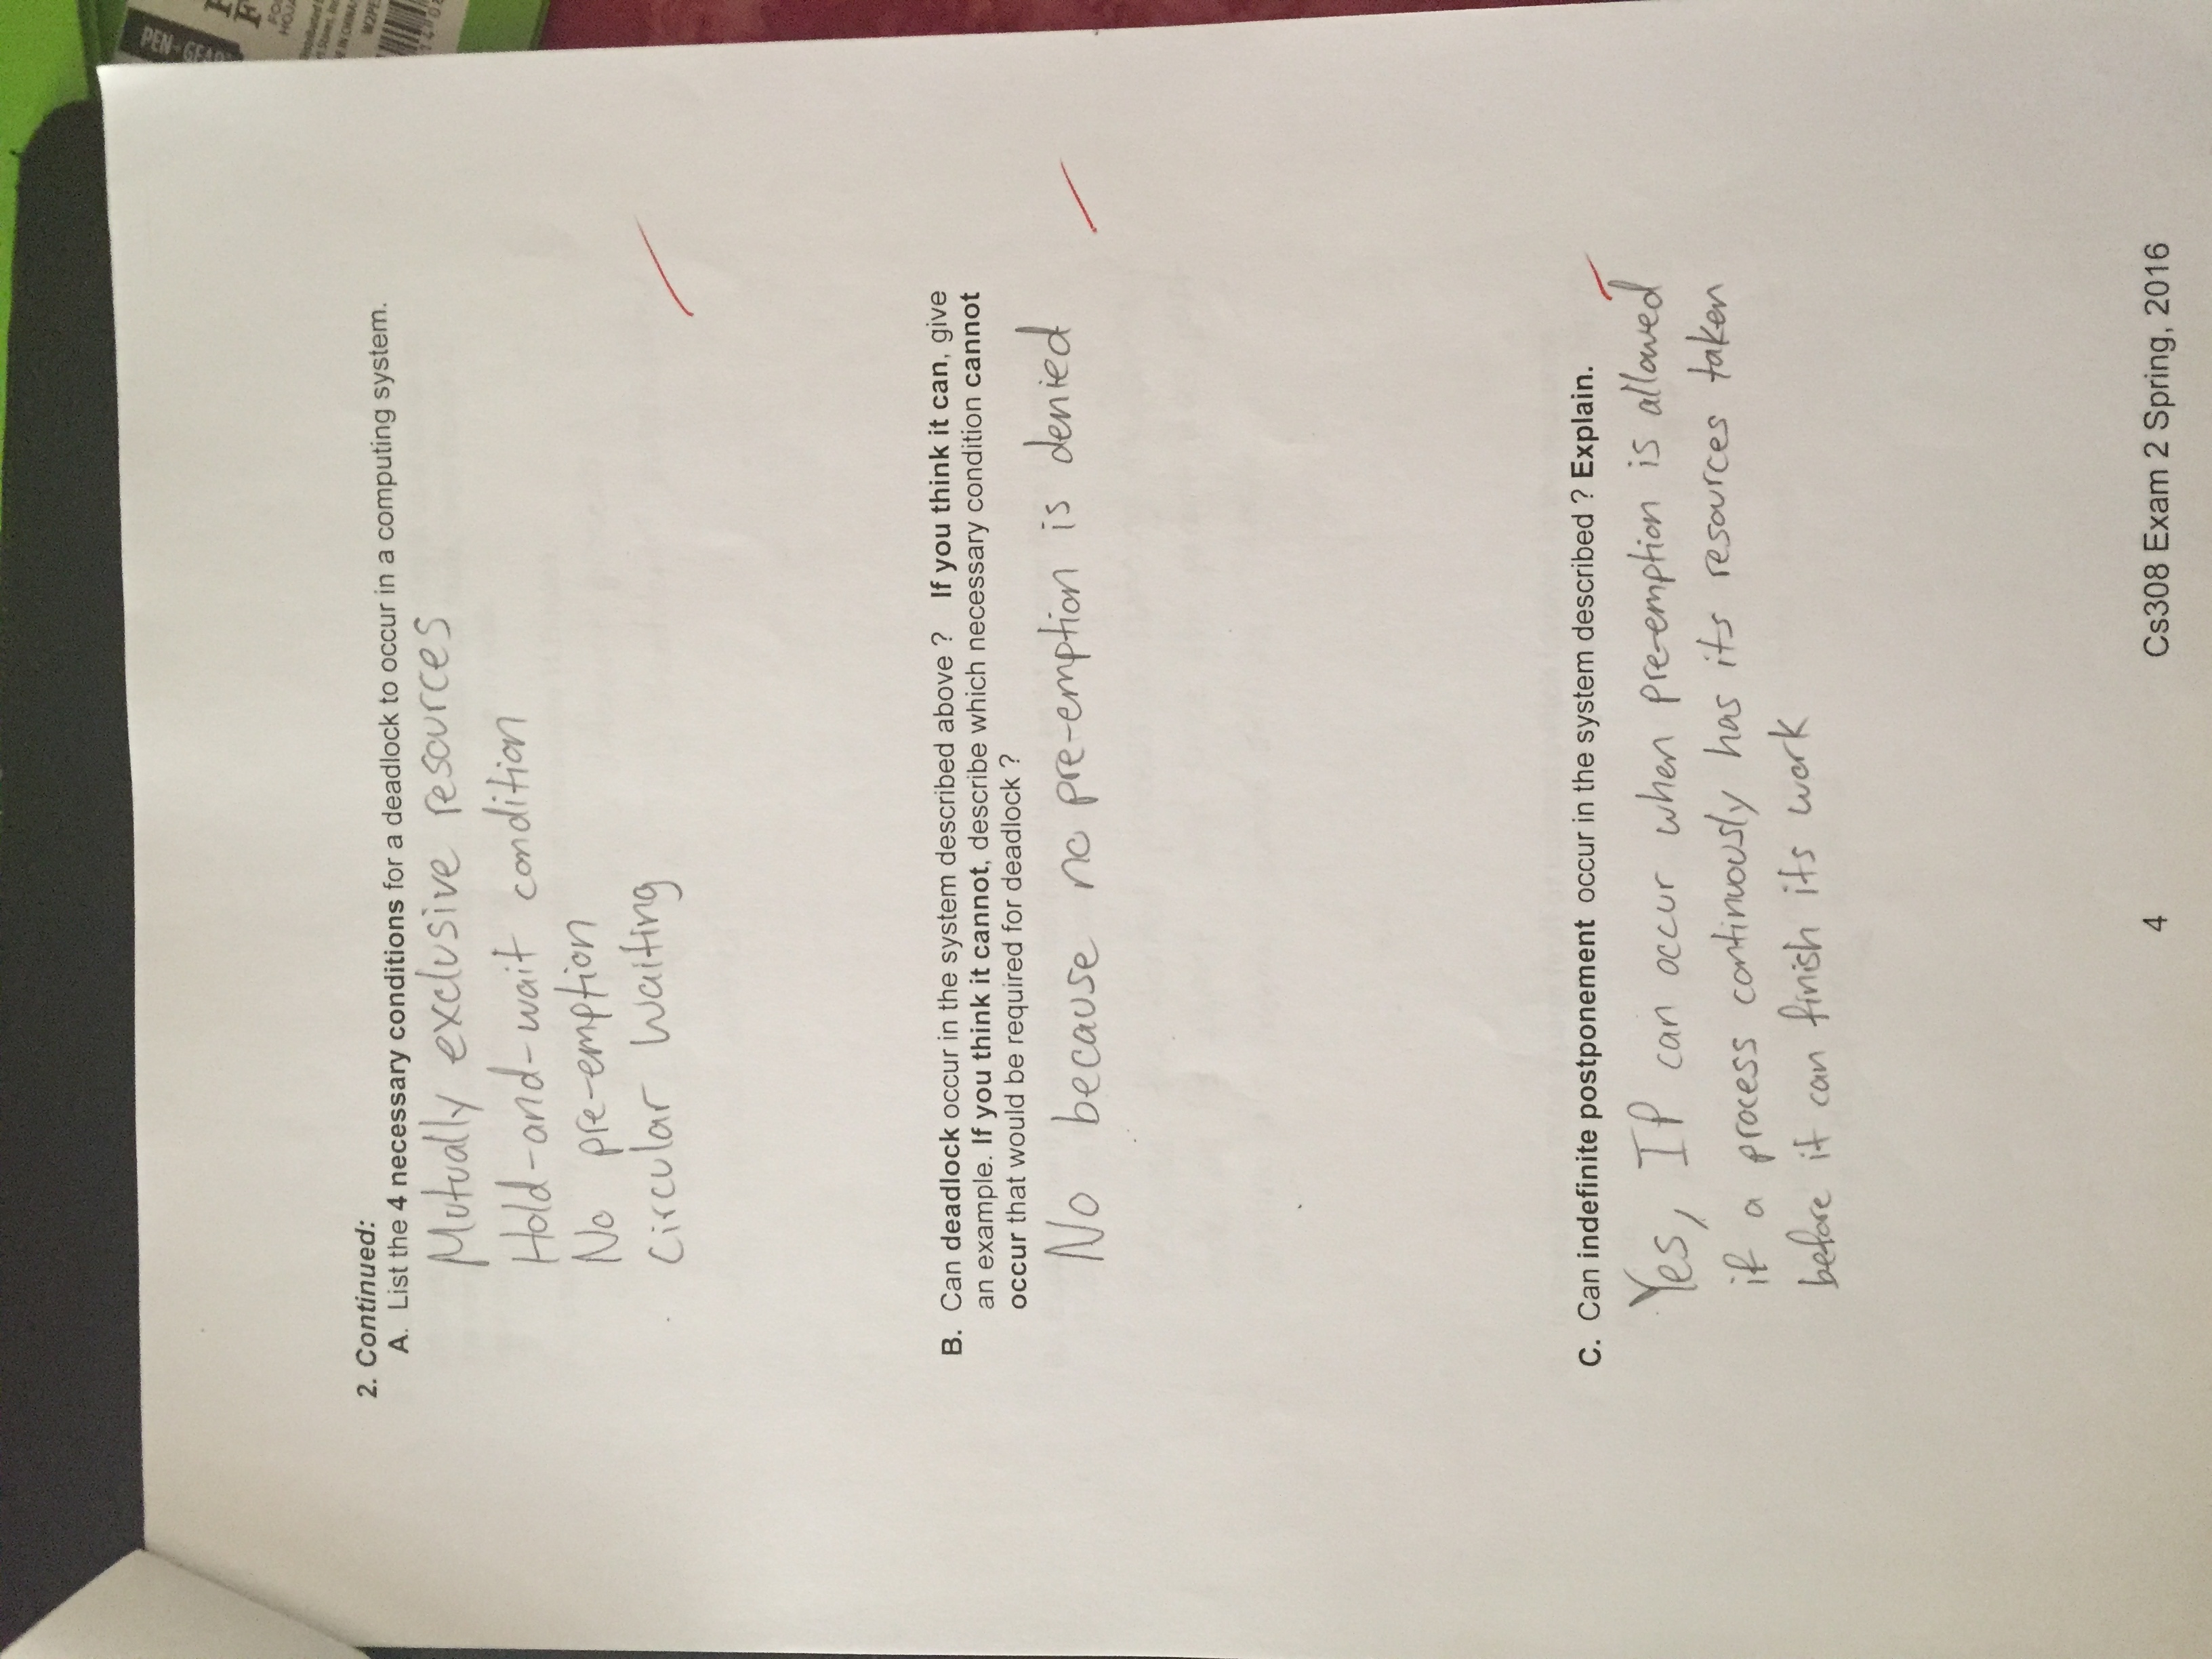 2. Continued:
A. List the 4 necessary conditions for a deadlock to occur in a computing system.
Mutually exclusive resources
Hold-and-wait condition
No pre-emption
Circular Waiting
B. Can deadlock occur in the system described above ? If you think it can, give
an example. If you think it cannot, describe which necessary condition cannot
occur that would be required for deadlock ?
No because no pre-emption is denied
C. Can indefinite postponement occur in the system described ? Explain.
Yes, IP can occur when pre-emption is allowed
if a process continuously has its resources taken
before it can finish its work
4 Cs308 Exam 2 Spring, 2016
PEN+GEAR